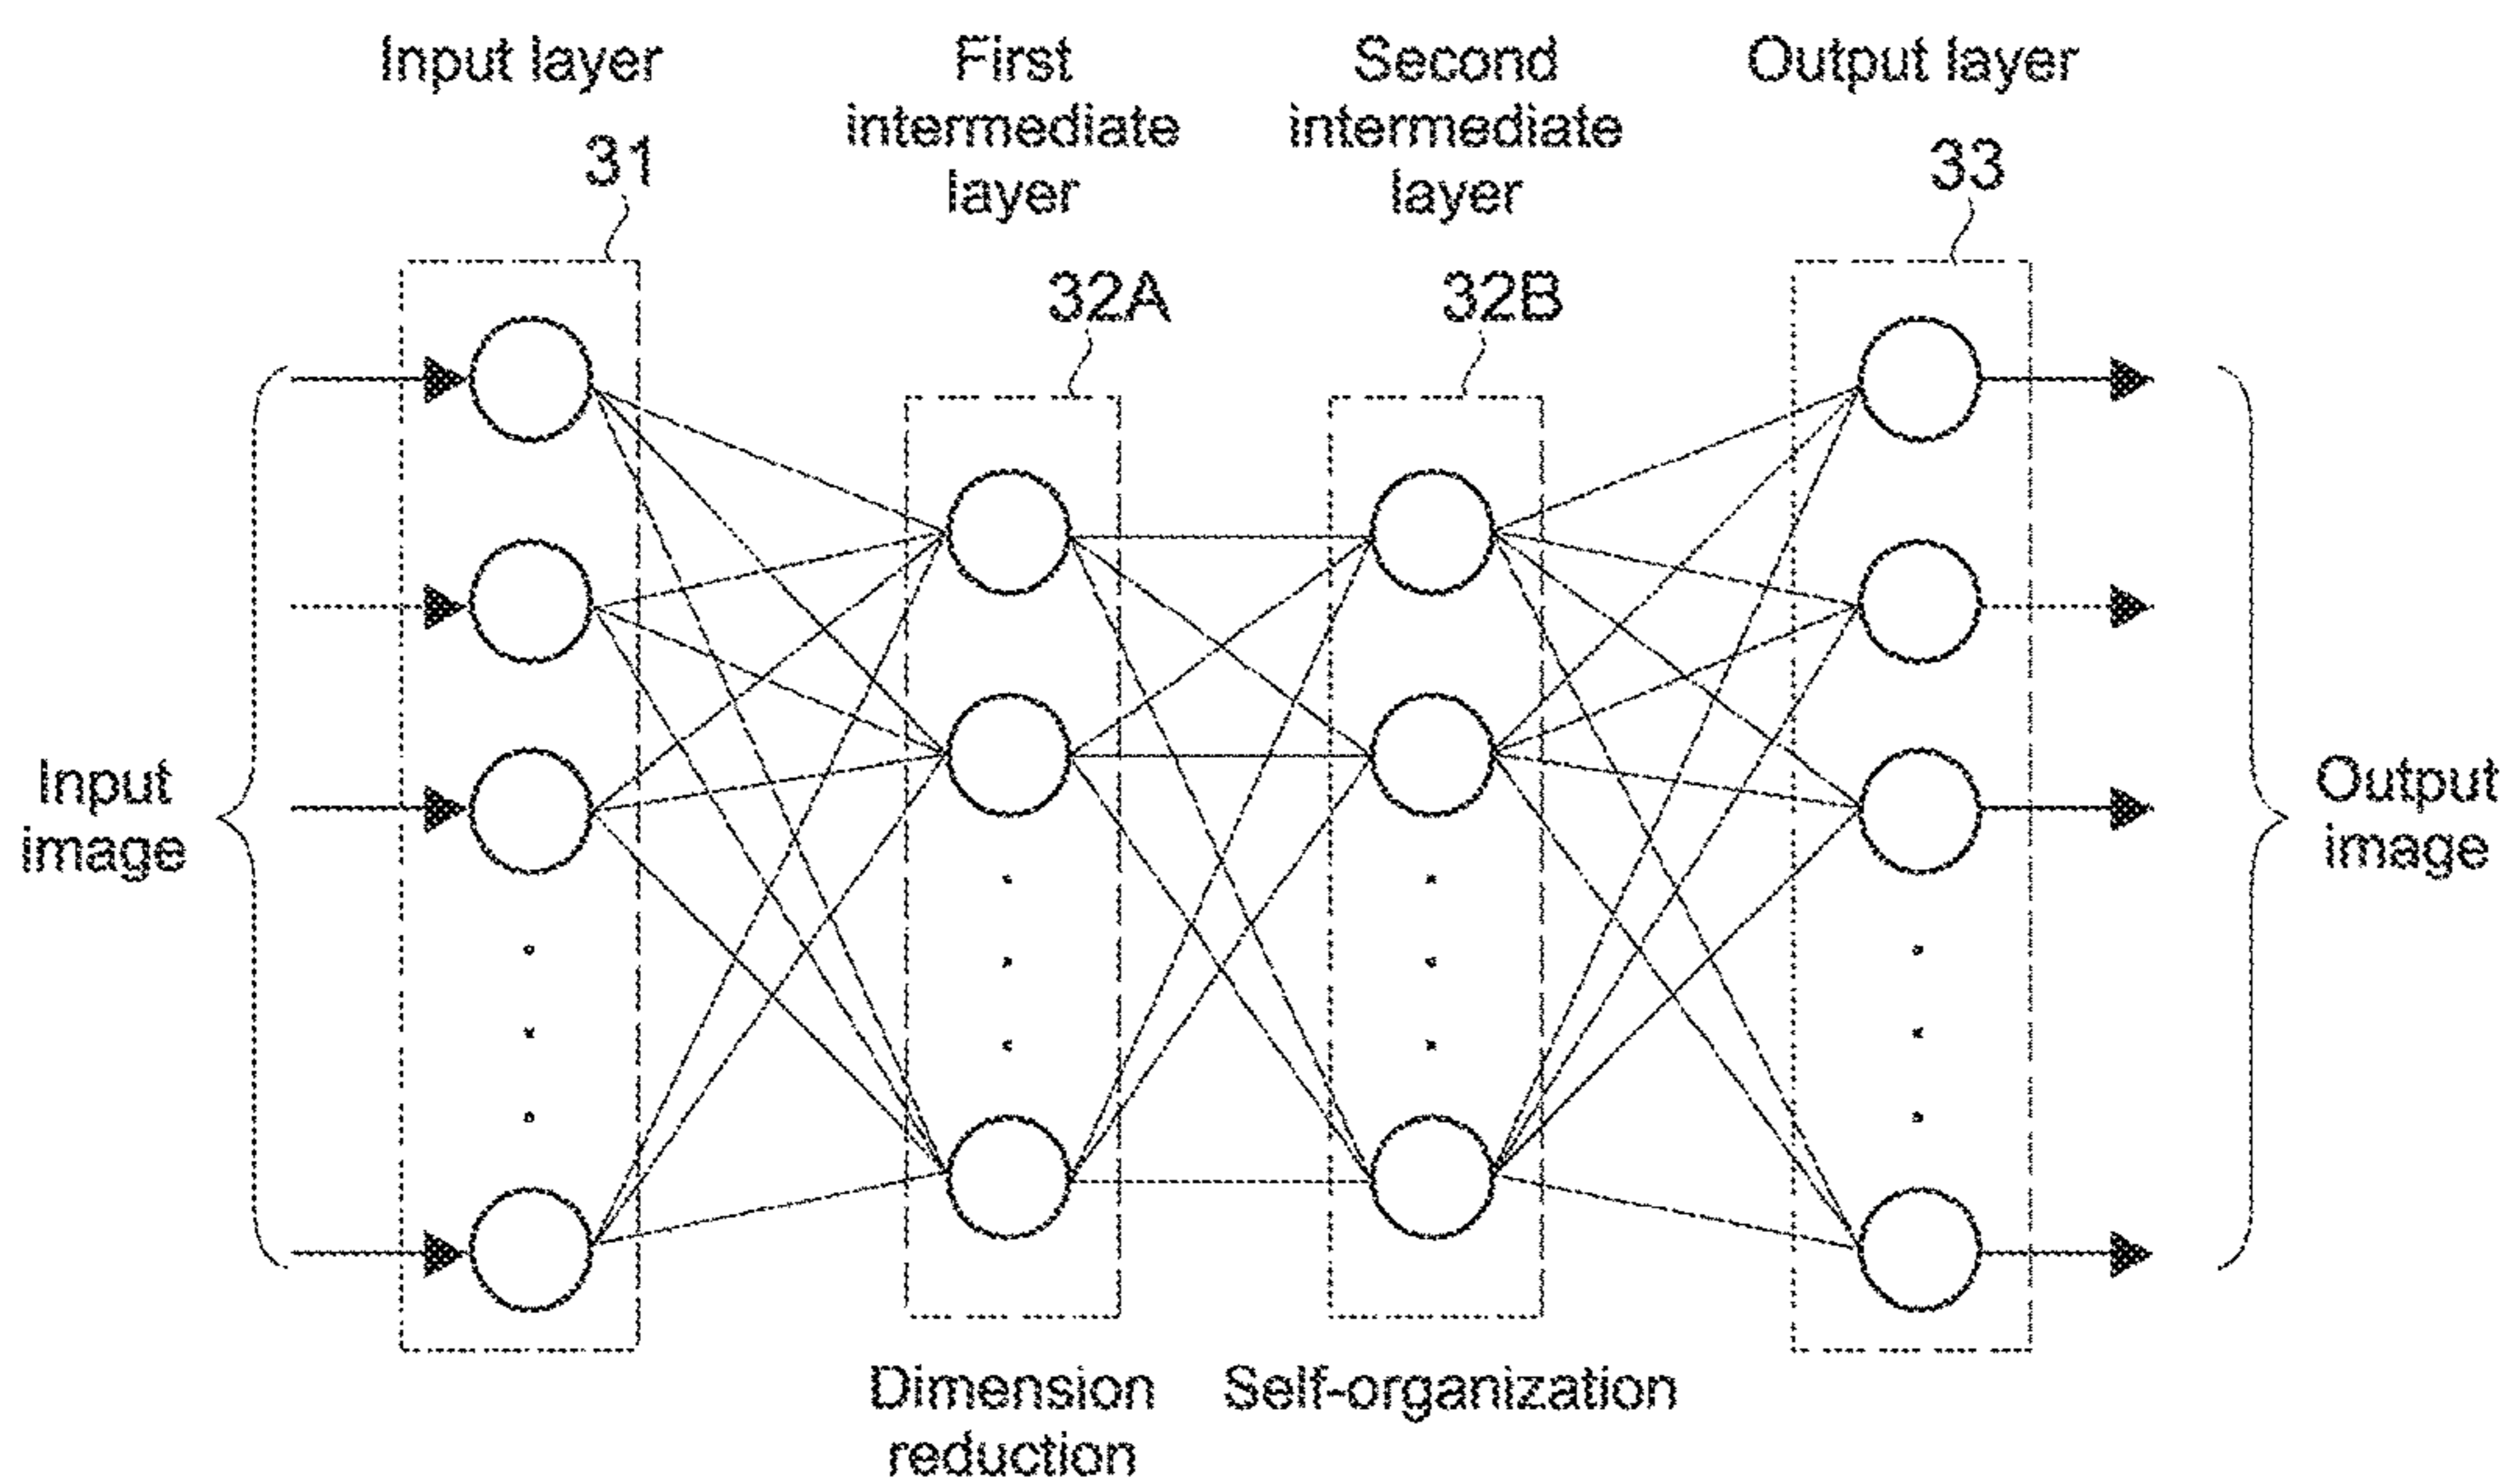 Input layer
31
First
intermediate
layer
32A
Second
intermediate
layer
32B
Output layer
33
Input
image
Output
image
Dimension
reduction
Self-organization